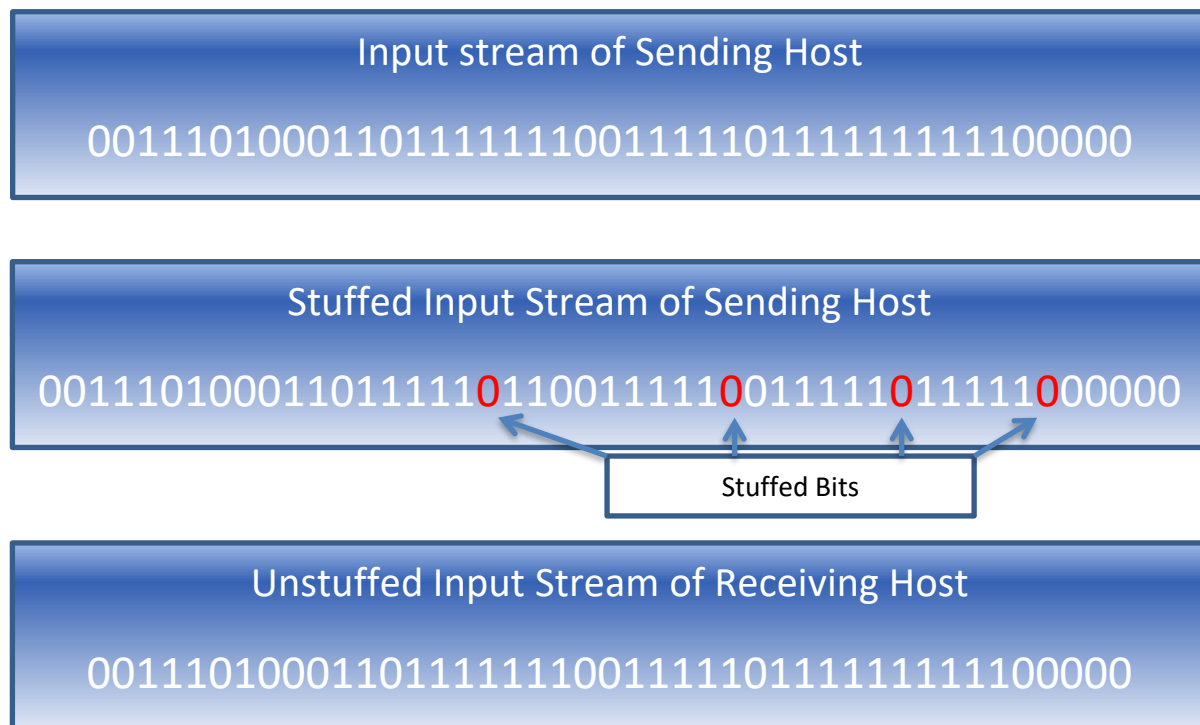 Input stream of Sending Host
0011101000110111111100111110111111111100000
Stuffed Input Stream of Sending Host
00111010001101111101100111110011111011111000000
Stuffed Bits
Unstuffed Input Stream of Receiving Host
0011101000110111111100111110111111111100000